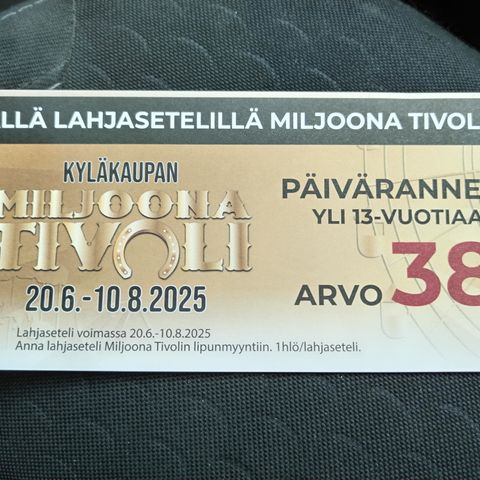 ÄLLÄ LAHJASETELILLÄ MILJOONA TIVOL
KYLÄKAUPAN
MILJOONA
TIVOLI
20.6.-10.8.2025
PÄIVÄRANNE
YLI 13-VUOTIAA
ARVO 38
Lahjaseteli voimassa 20.6.-10.8.2025
Anna lahjaseteli Miljoona Tivolin lipunmyyntiin. 1hlö/lahjaseteli.